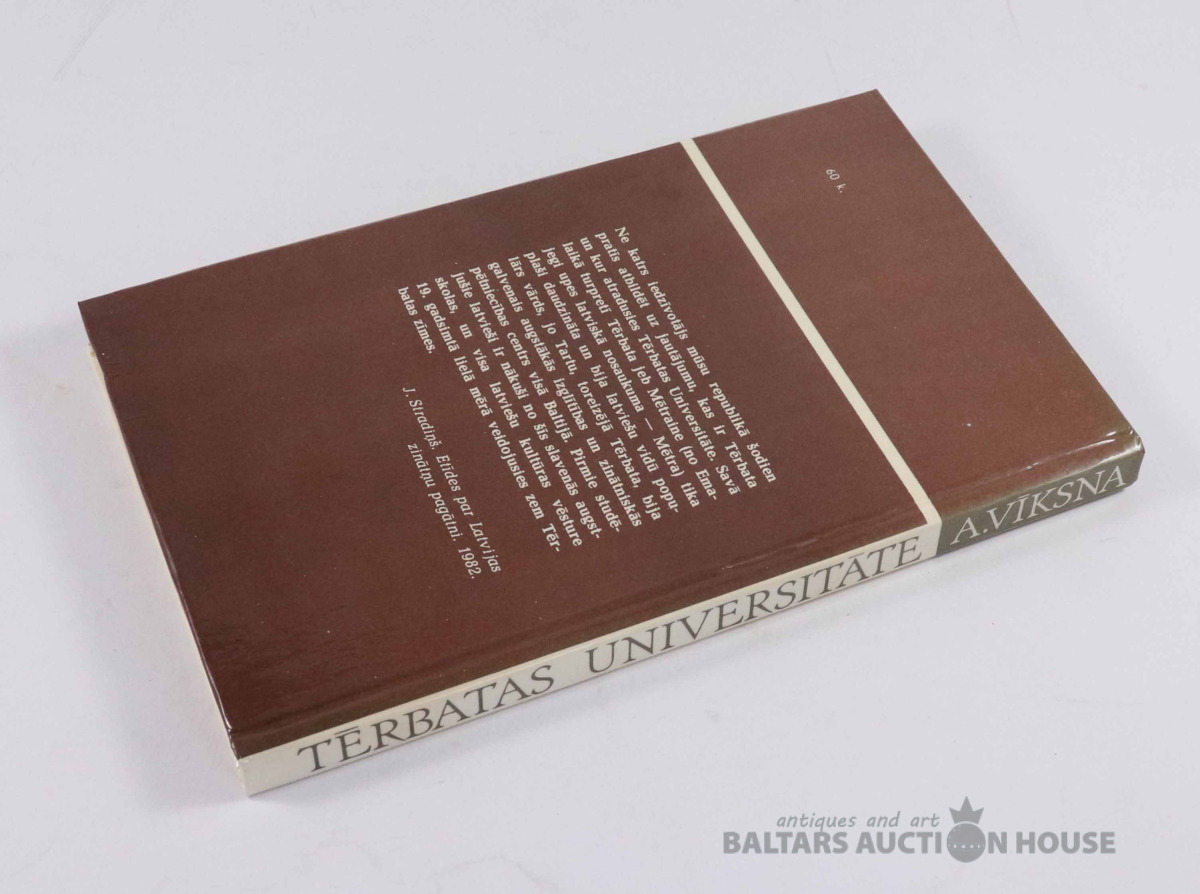 60 k.
Ne katrs iedzīvotājs mūsu republikā šodien
pratīs atbildēt uz jautājumu, kas ir Tērbata
un kur atradusies Tērbatas Universitāte. Savā
laikā turpretī Tērbata jeb Mētraine (no Ema-
jegi upes latviskā nosaukuma — Mētra) tika
plaši daudzināta un bija latviešu vidū popu-
lārs vārds, jo Tartu, toreizējā Tērbata, bija
galvenais augstākās izglītības un zinātniskās
pētniecības centrs visā Baltijā. Pirmie studē-
jušie latvieši ir nākuši no šīs slavenās augst-
skolas, un visa latviešu kultūras vēsture
19. gadsimtā lielā mērā veidojusies zem Tēr-
batas zīmes.
J. Stradiņš. Etīdes par Latvijas
zinātņu pagātni. 1982.
TĒRBATAS UNIVERSITĀTE
A.VĪKSNA
antiques and art
BALTARS AUCTION HOUSE